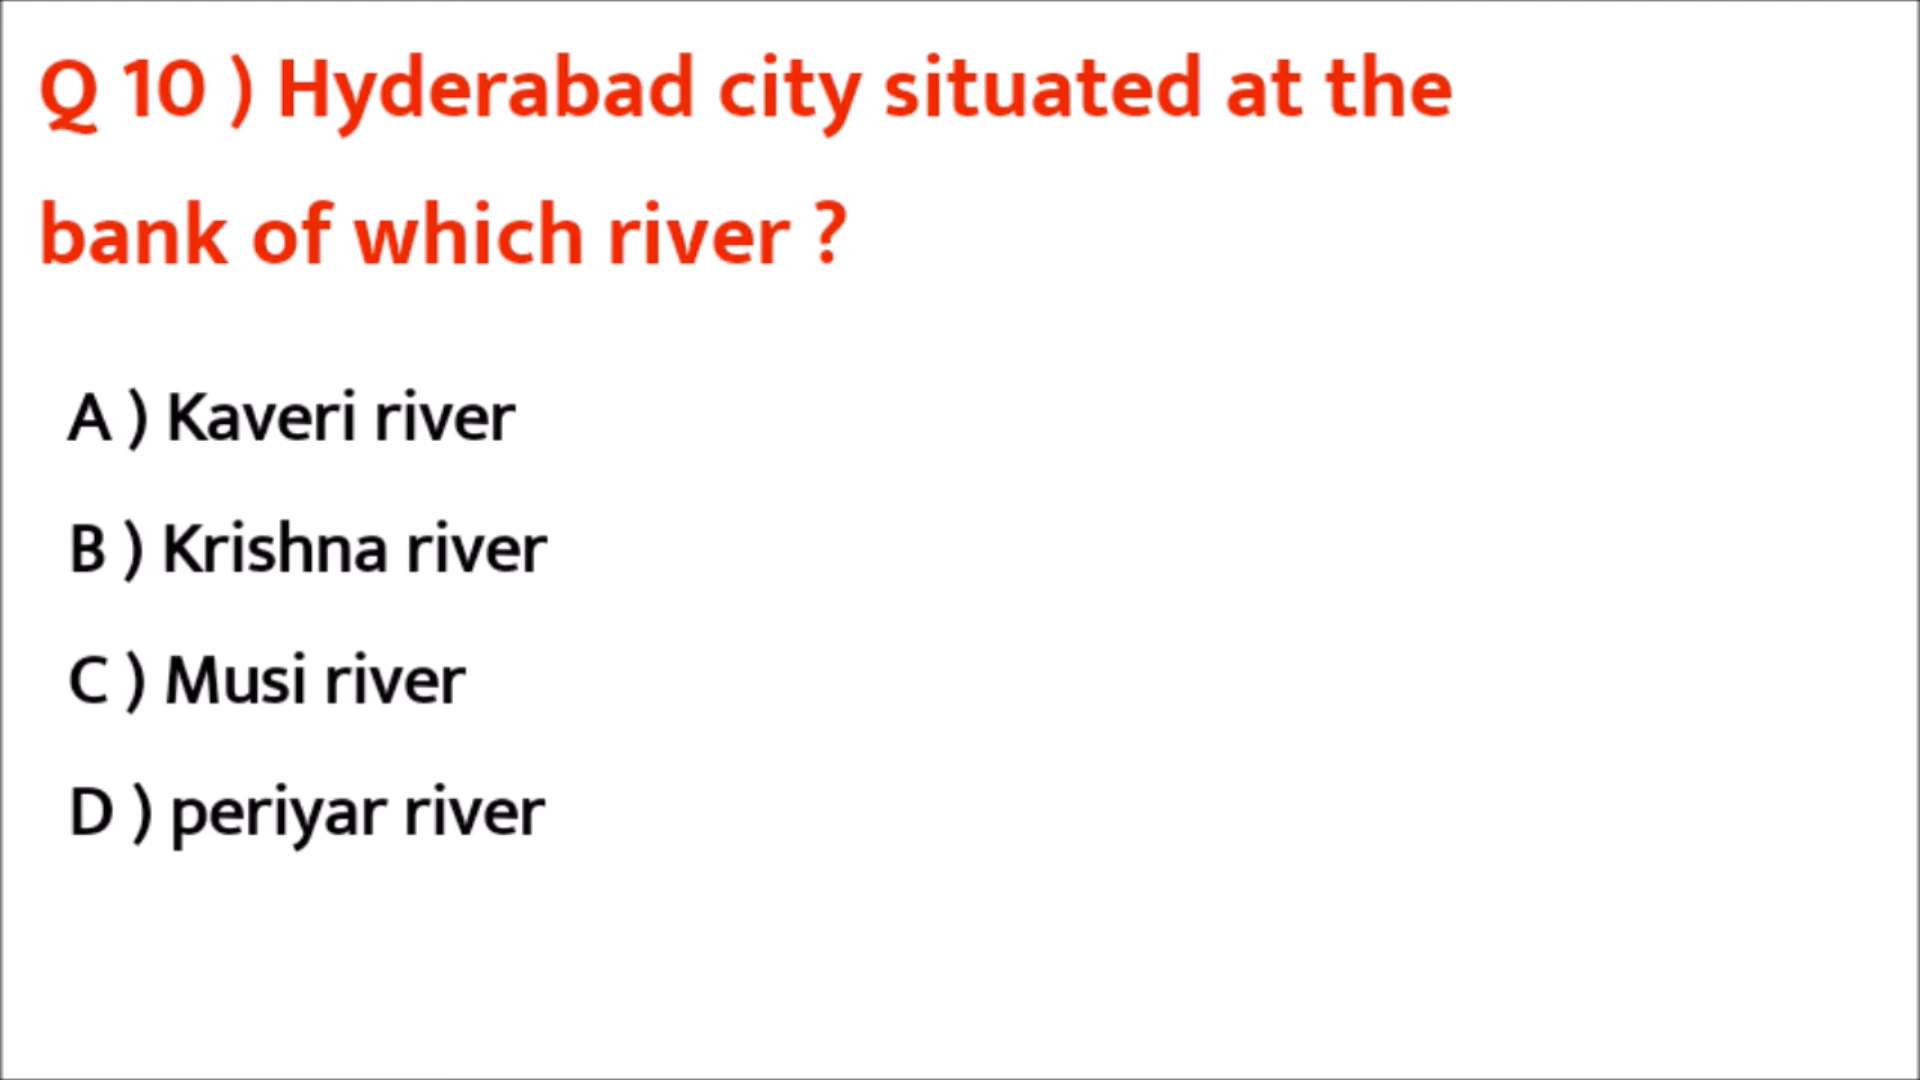 Q 10 ) Hyderabad city situated at the
bank of which river ?
A ) Kaveri river
B ) Krishna river
C ) Musi river
D ) periyar river